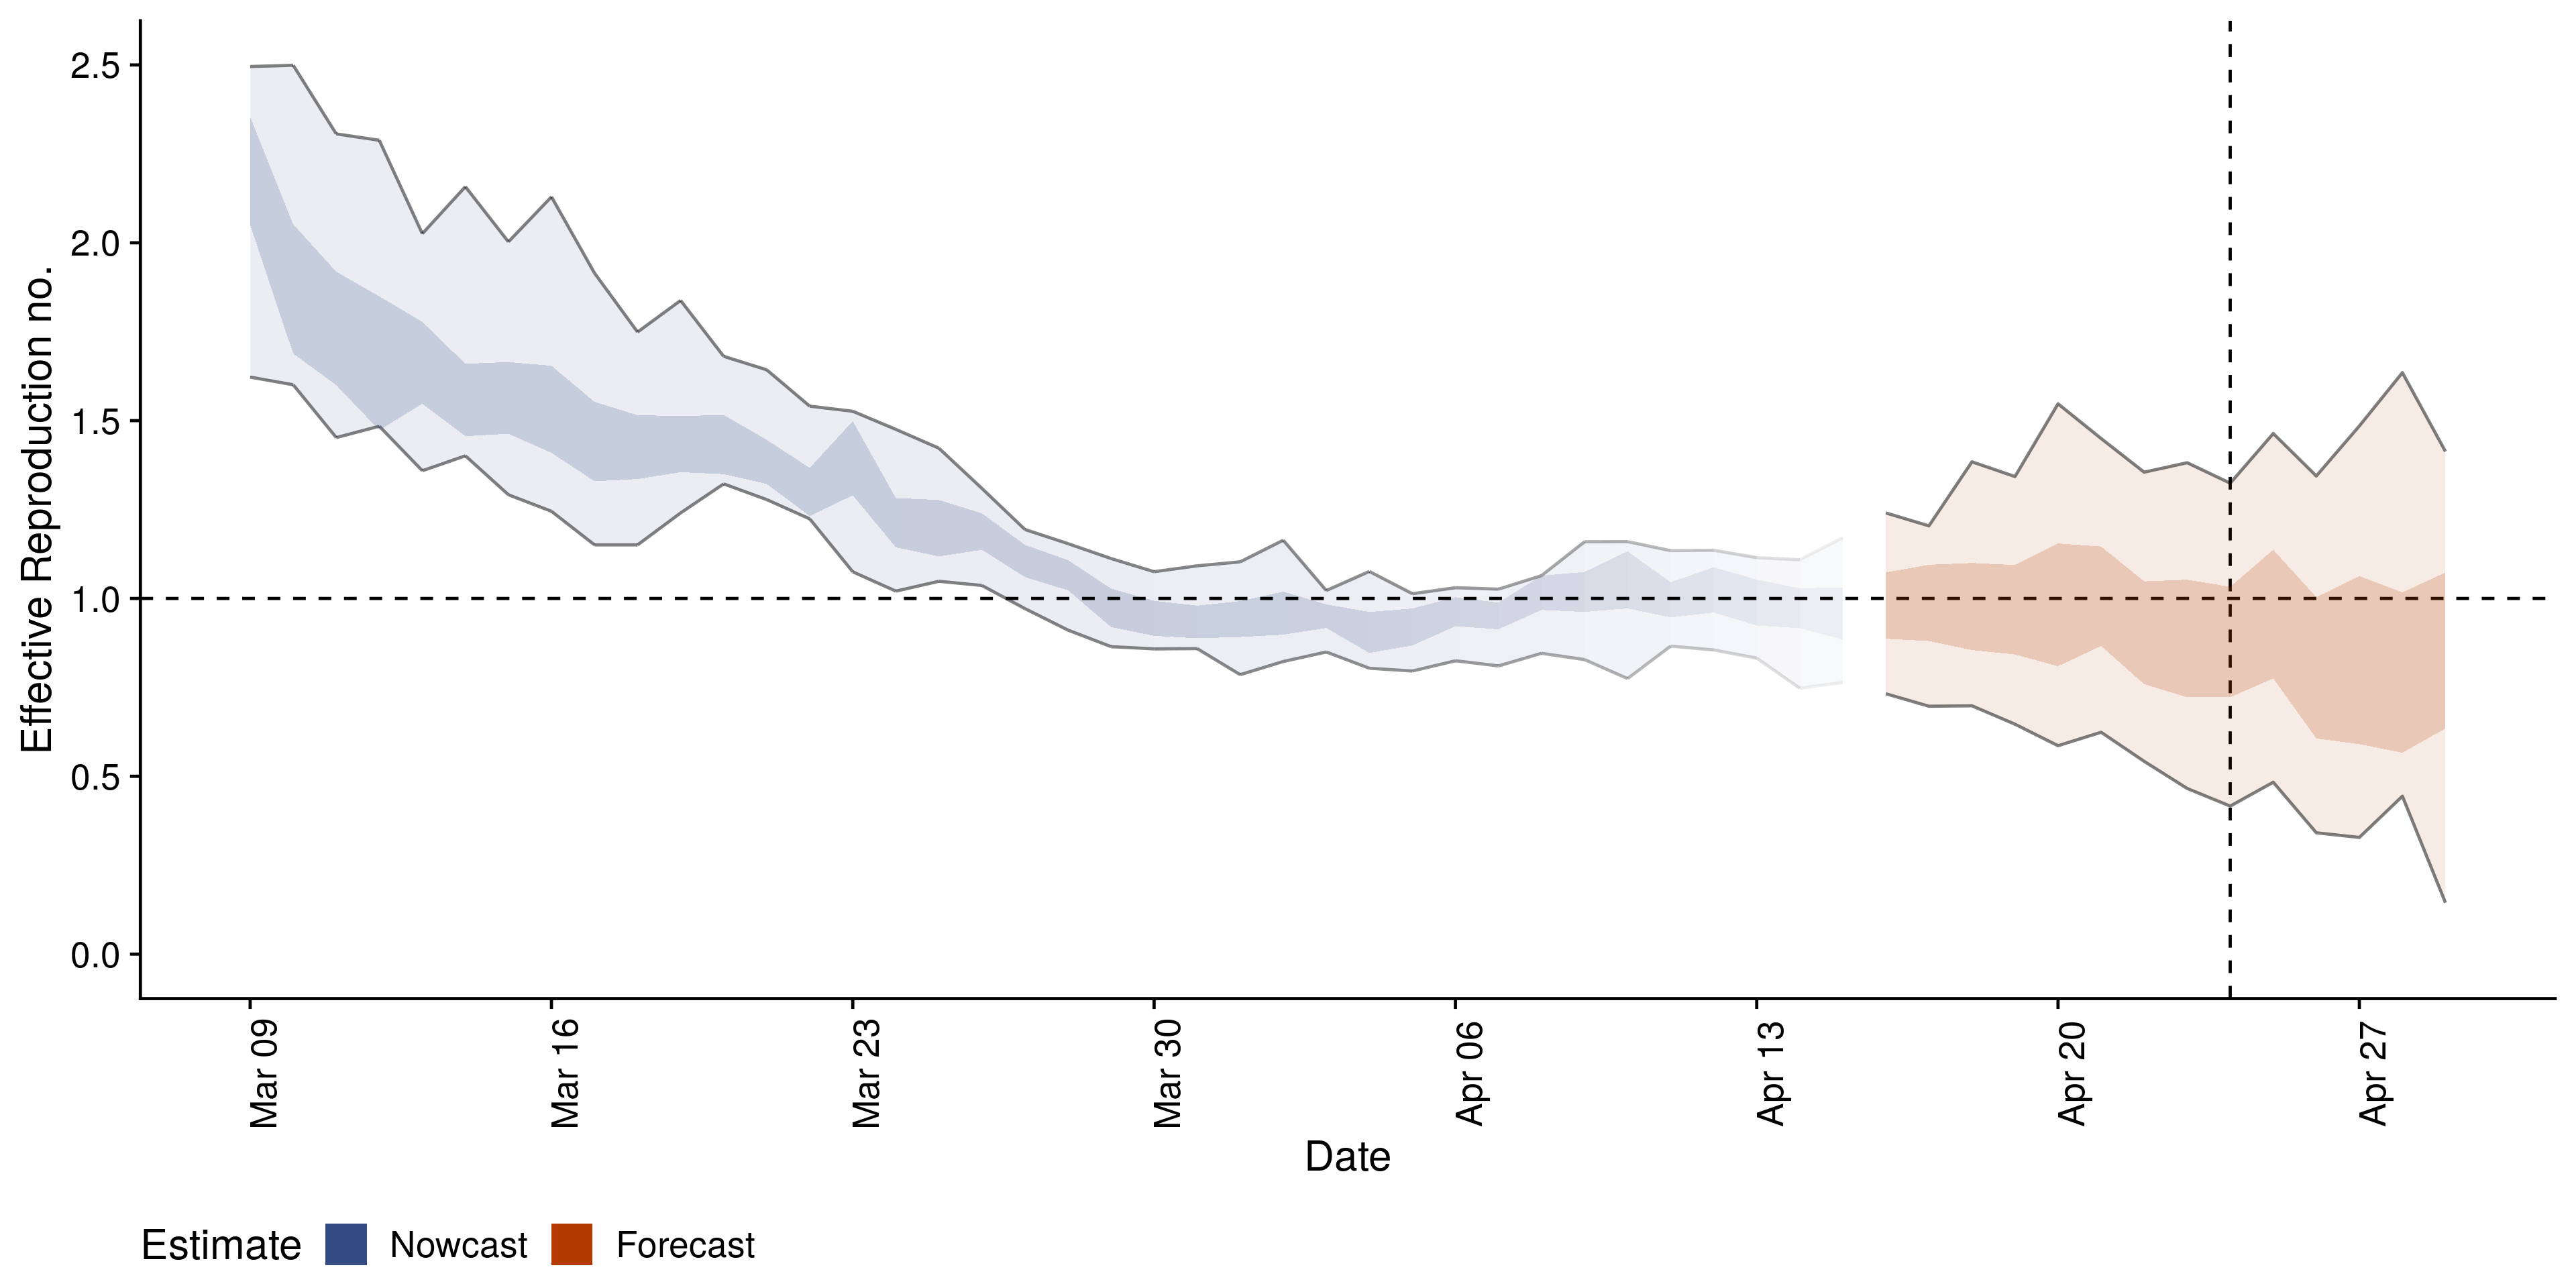 Effective Reproduction no.
2.5
2.0
1.5
1.0
0.5
0.0
Mar 09
Mar 16
Mar 23
Mar 30
Apr 06
Apr 13
Apr 20
Apr 27
Date
Estimate Nowcast Forecast